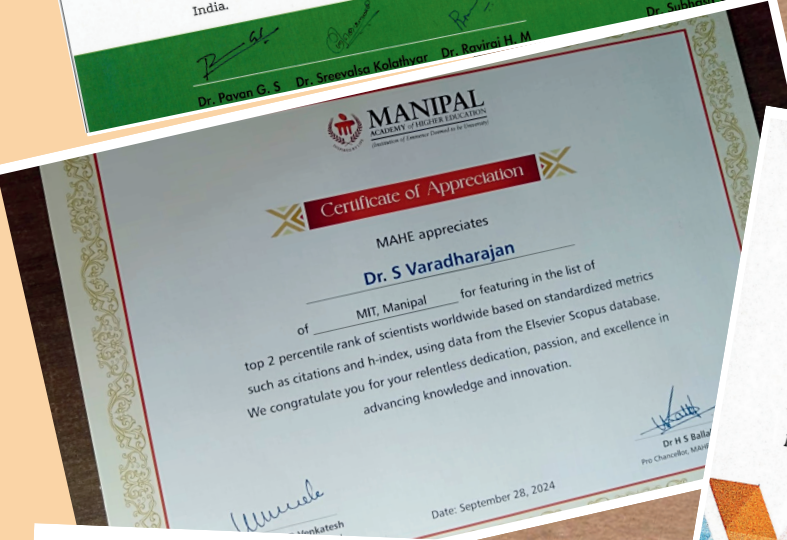 India.
Dr. Pavan G. S Dr. Sreevalsa Kolathyar Dr. Raviraj H. M
Dr. Subhas
MANIPAL
ACADEMY of HIGHER EDUCATION
(Institution of Eminence Deemed to be University)
Certificate of Appreciation
MAHE appreciates
Dr. S Varadharajan
of MIT, Manipal for featuring in the list of
top 2 percentile rank of scientists worldwide based on standardized metrics
such as citations and h-index, using data from the Elsevier Scopus database.
We congratulate you for your relentless dedication, passion, and excellence in
advancing knowledge and innovation.
Dr H S Balla
Pro Chancellor, MAH
Venkatesh
Date: September 28, 2024